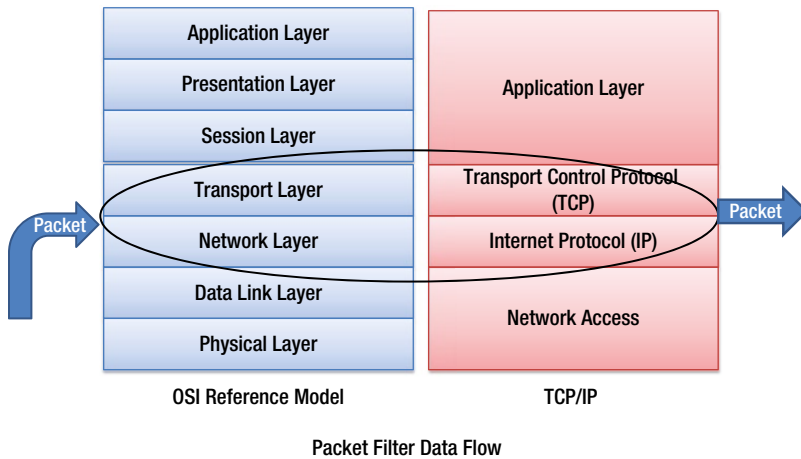 Application Layer
Presentation Layer
Session Layer
Transport Layer
Network Layer
Data Link Layer
Physical Layer
Application Layer
Transport Control Protocol
(TCP)
Internet Protocol (IP)
Network Access
Packet
Packet
OSI Reference Model
TCP/IP
Packet Filter Data Flow